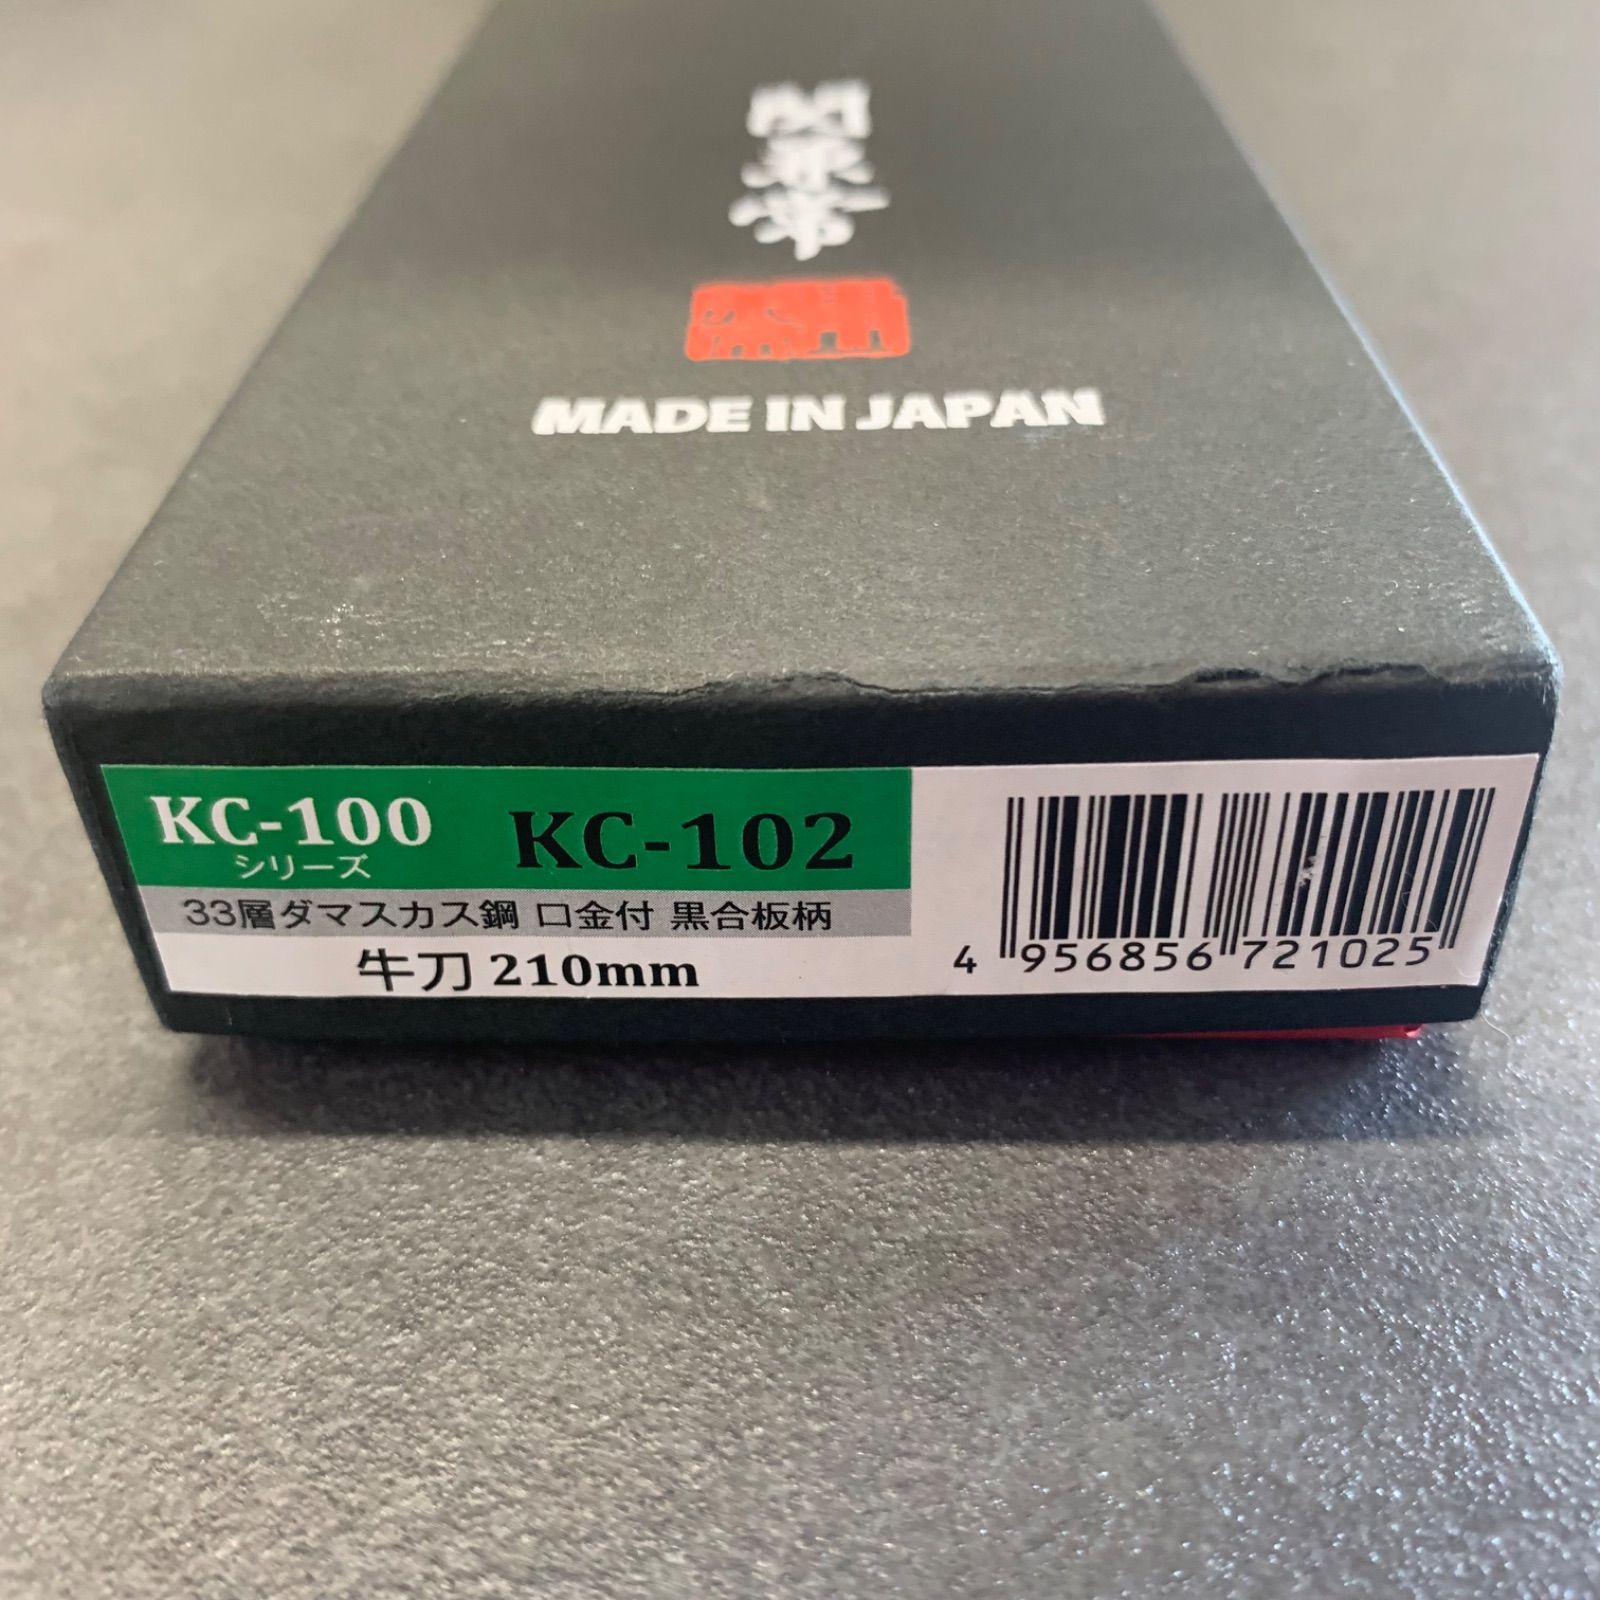 関兼常
MADE IN JAPAN
KC-100
シリーズ
KC-102
33層ダマスカス鋼 口金付 黒合板柄
牛刀 210mm
4 956856 721025